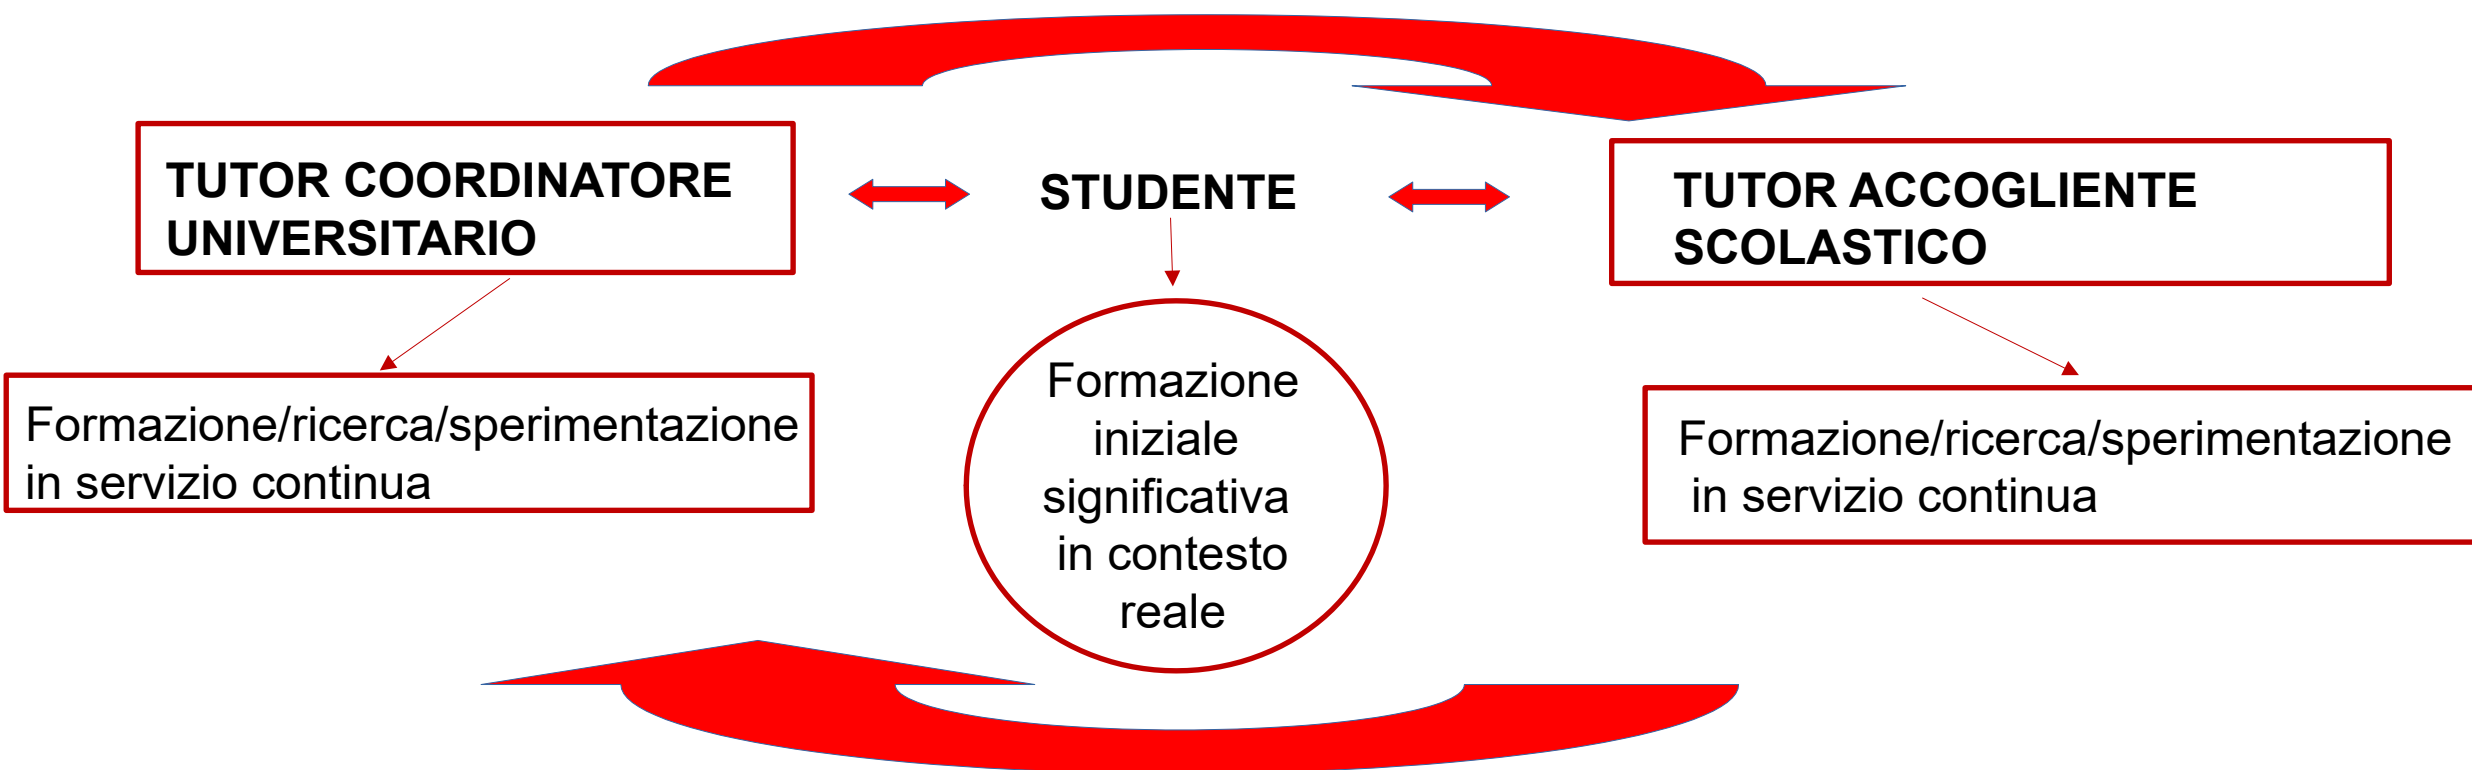 TUTOR COORDINATORE
UNIVERSITARIO
STUDENTE
TUTOR ACCOGLIENTE
SCOLASTICO
Formazione/ricerca/sperimentazione
in servizio continua
Formazione
iniziale
significativa
in contesto
reale
Formazione/ricerca/sperimentazione
in servizio continua